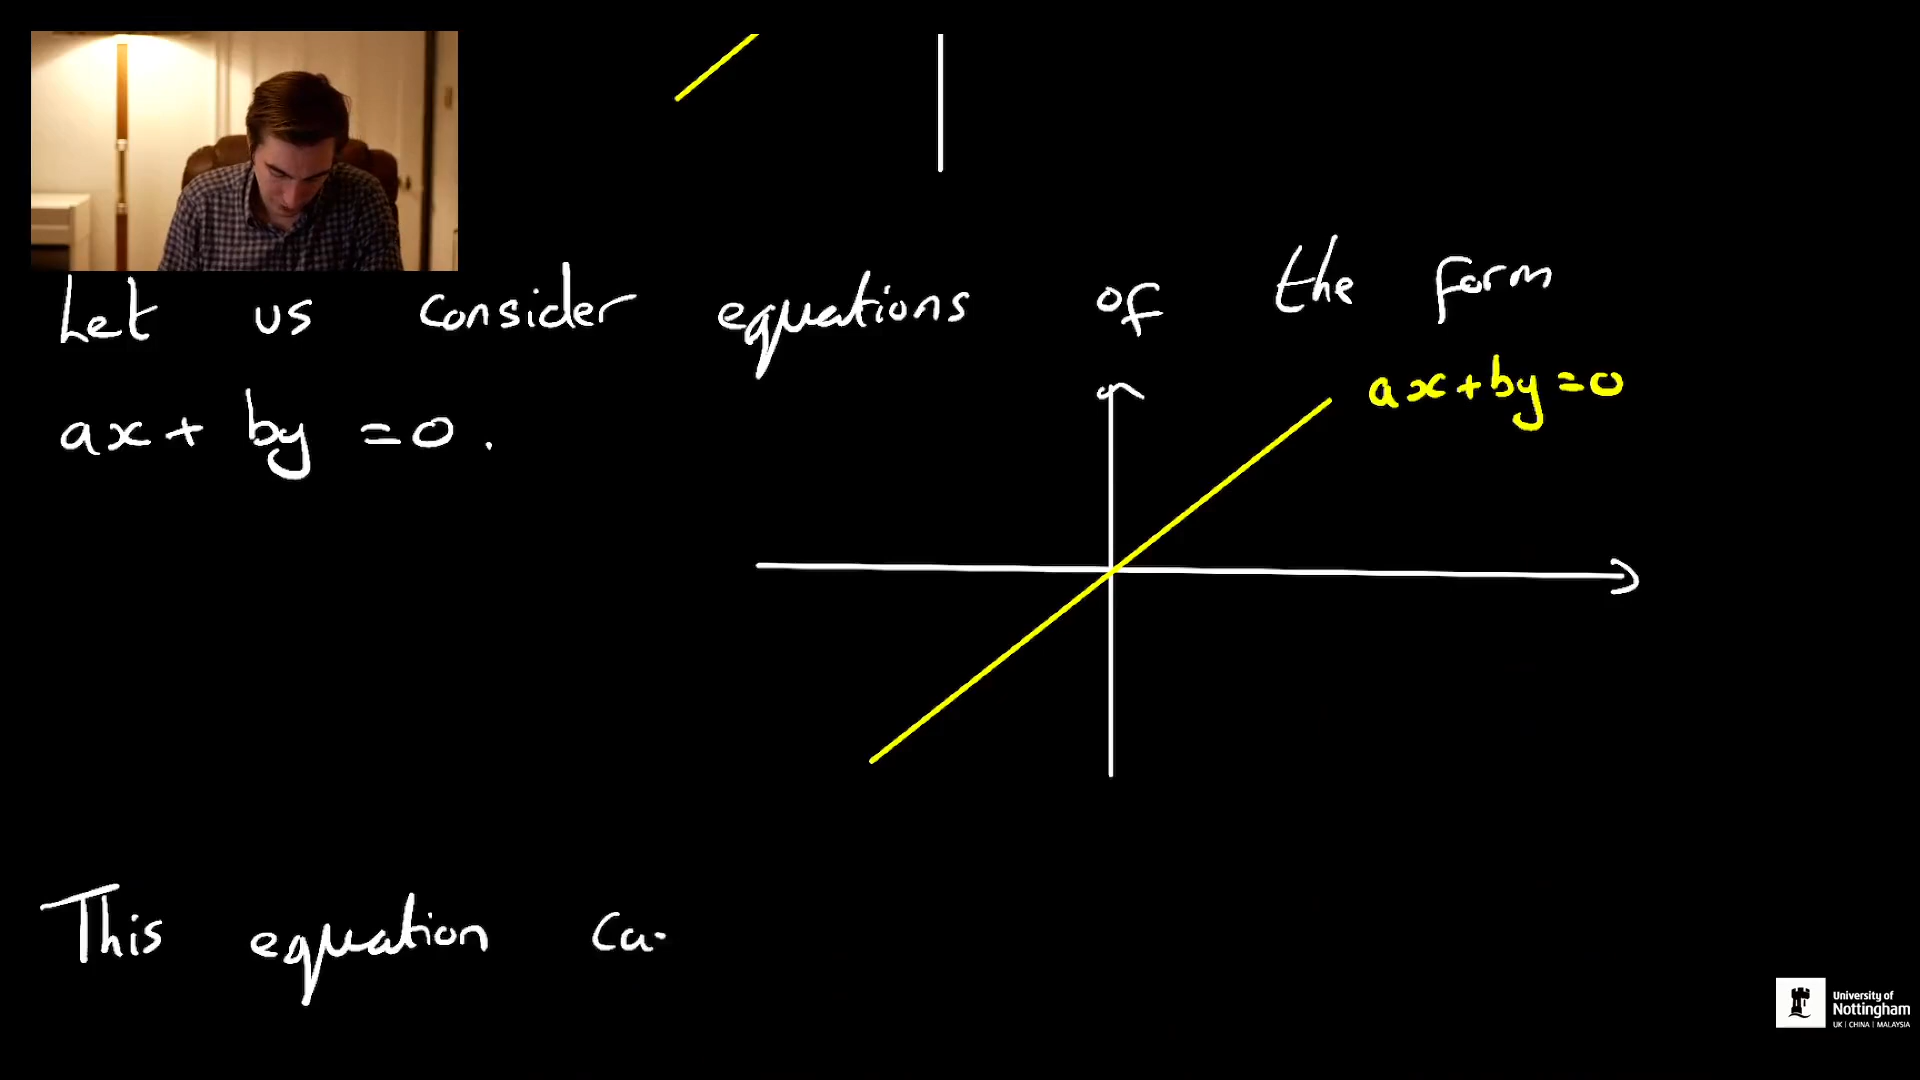 Let us consider equations of the form
ax + by = 0.
ax + by = 0
This equation ca
University of
Nottingham
UK | CHINA | MALAYSIA